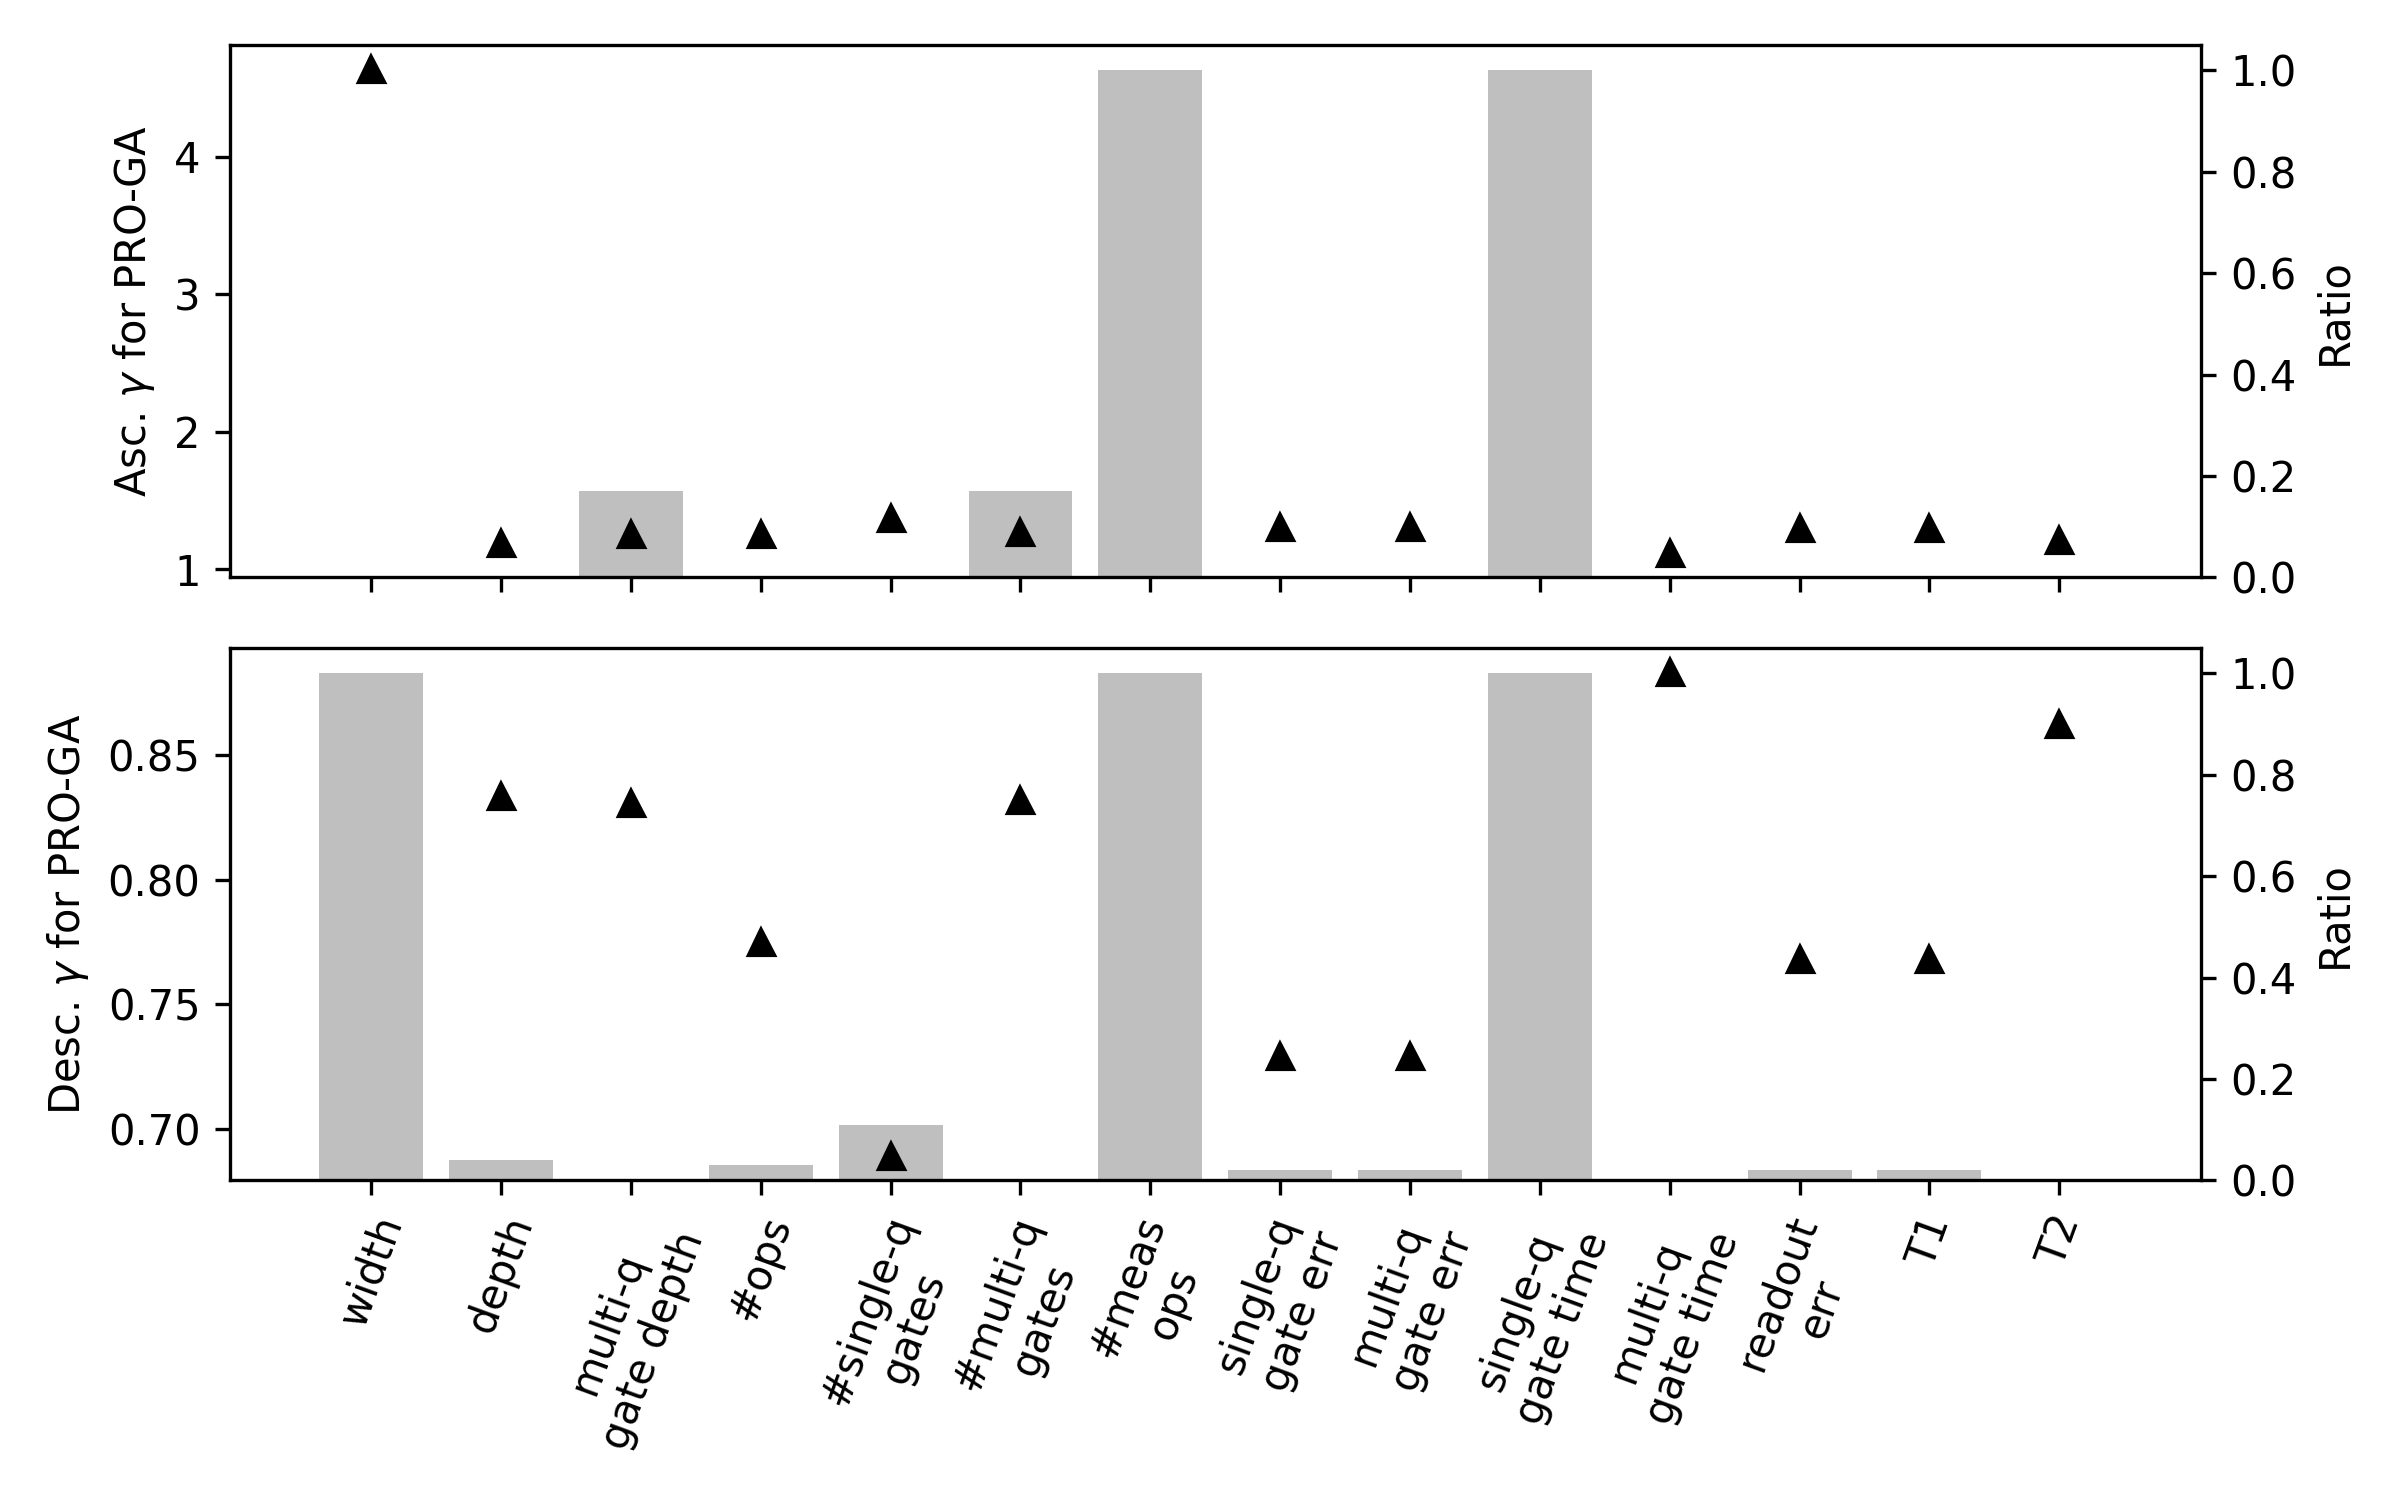 Asc. γ for PRO-GA
4
3
2
1
1.0
0.8
0.6
0.4
0.2
0.0
Ratio
Desc. γ for PRO-GA
0.85
0.80
0.75
0.70
1.0
0.8
0.6
0.4
0.2
0.0
Ratio
width
depth
multi-q
gate depth
#ops
#single-q
gates
#multi-q
gates
#meas
ops
single-q
gate err
multi-q
gate err
single-q
gate time
multi-q
gate time
readout
err
T1
T2